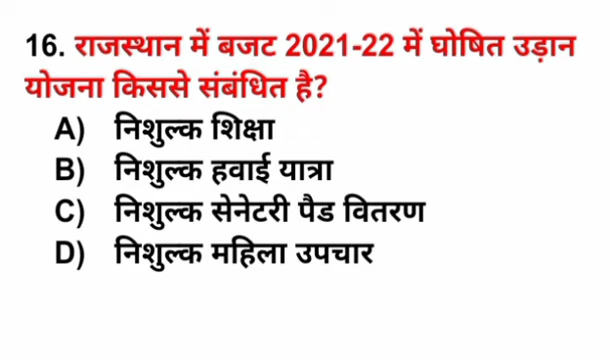 16. राजस्थान में बजट 2021-22 में घोषित उड़ान
योजना किससे संबंधित है?
A) निशुल्क शिक्षा
B) निशुल्क हवाई यात्रा
C) निशुल्क सेनेटरी पैड वितरण
D) निशुल्क महिला उपचार